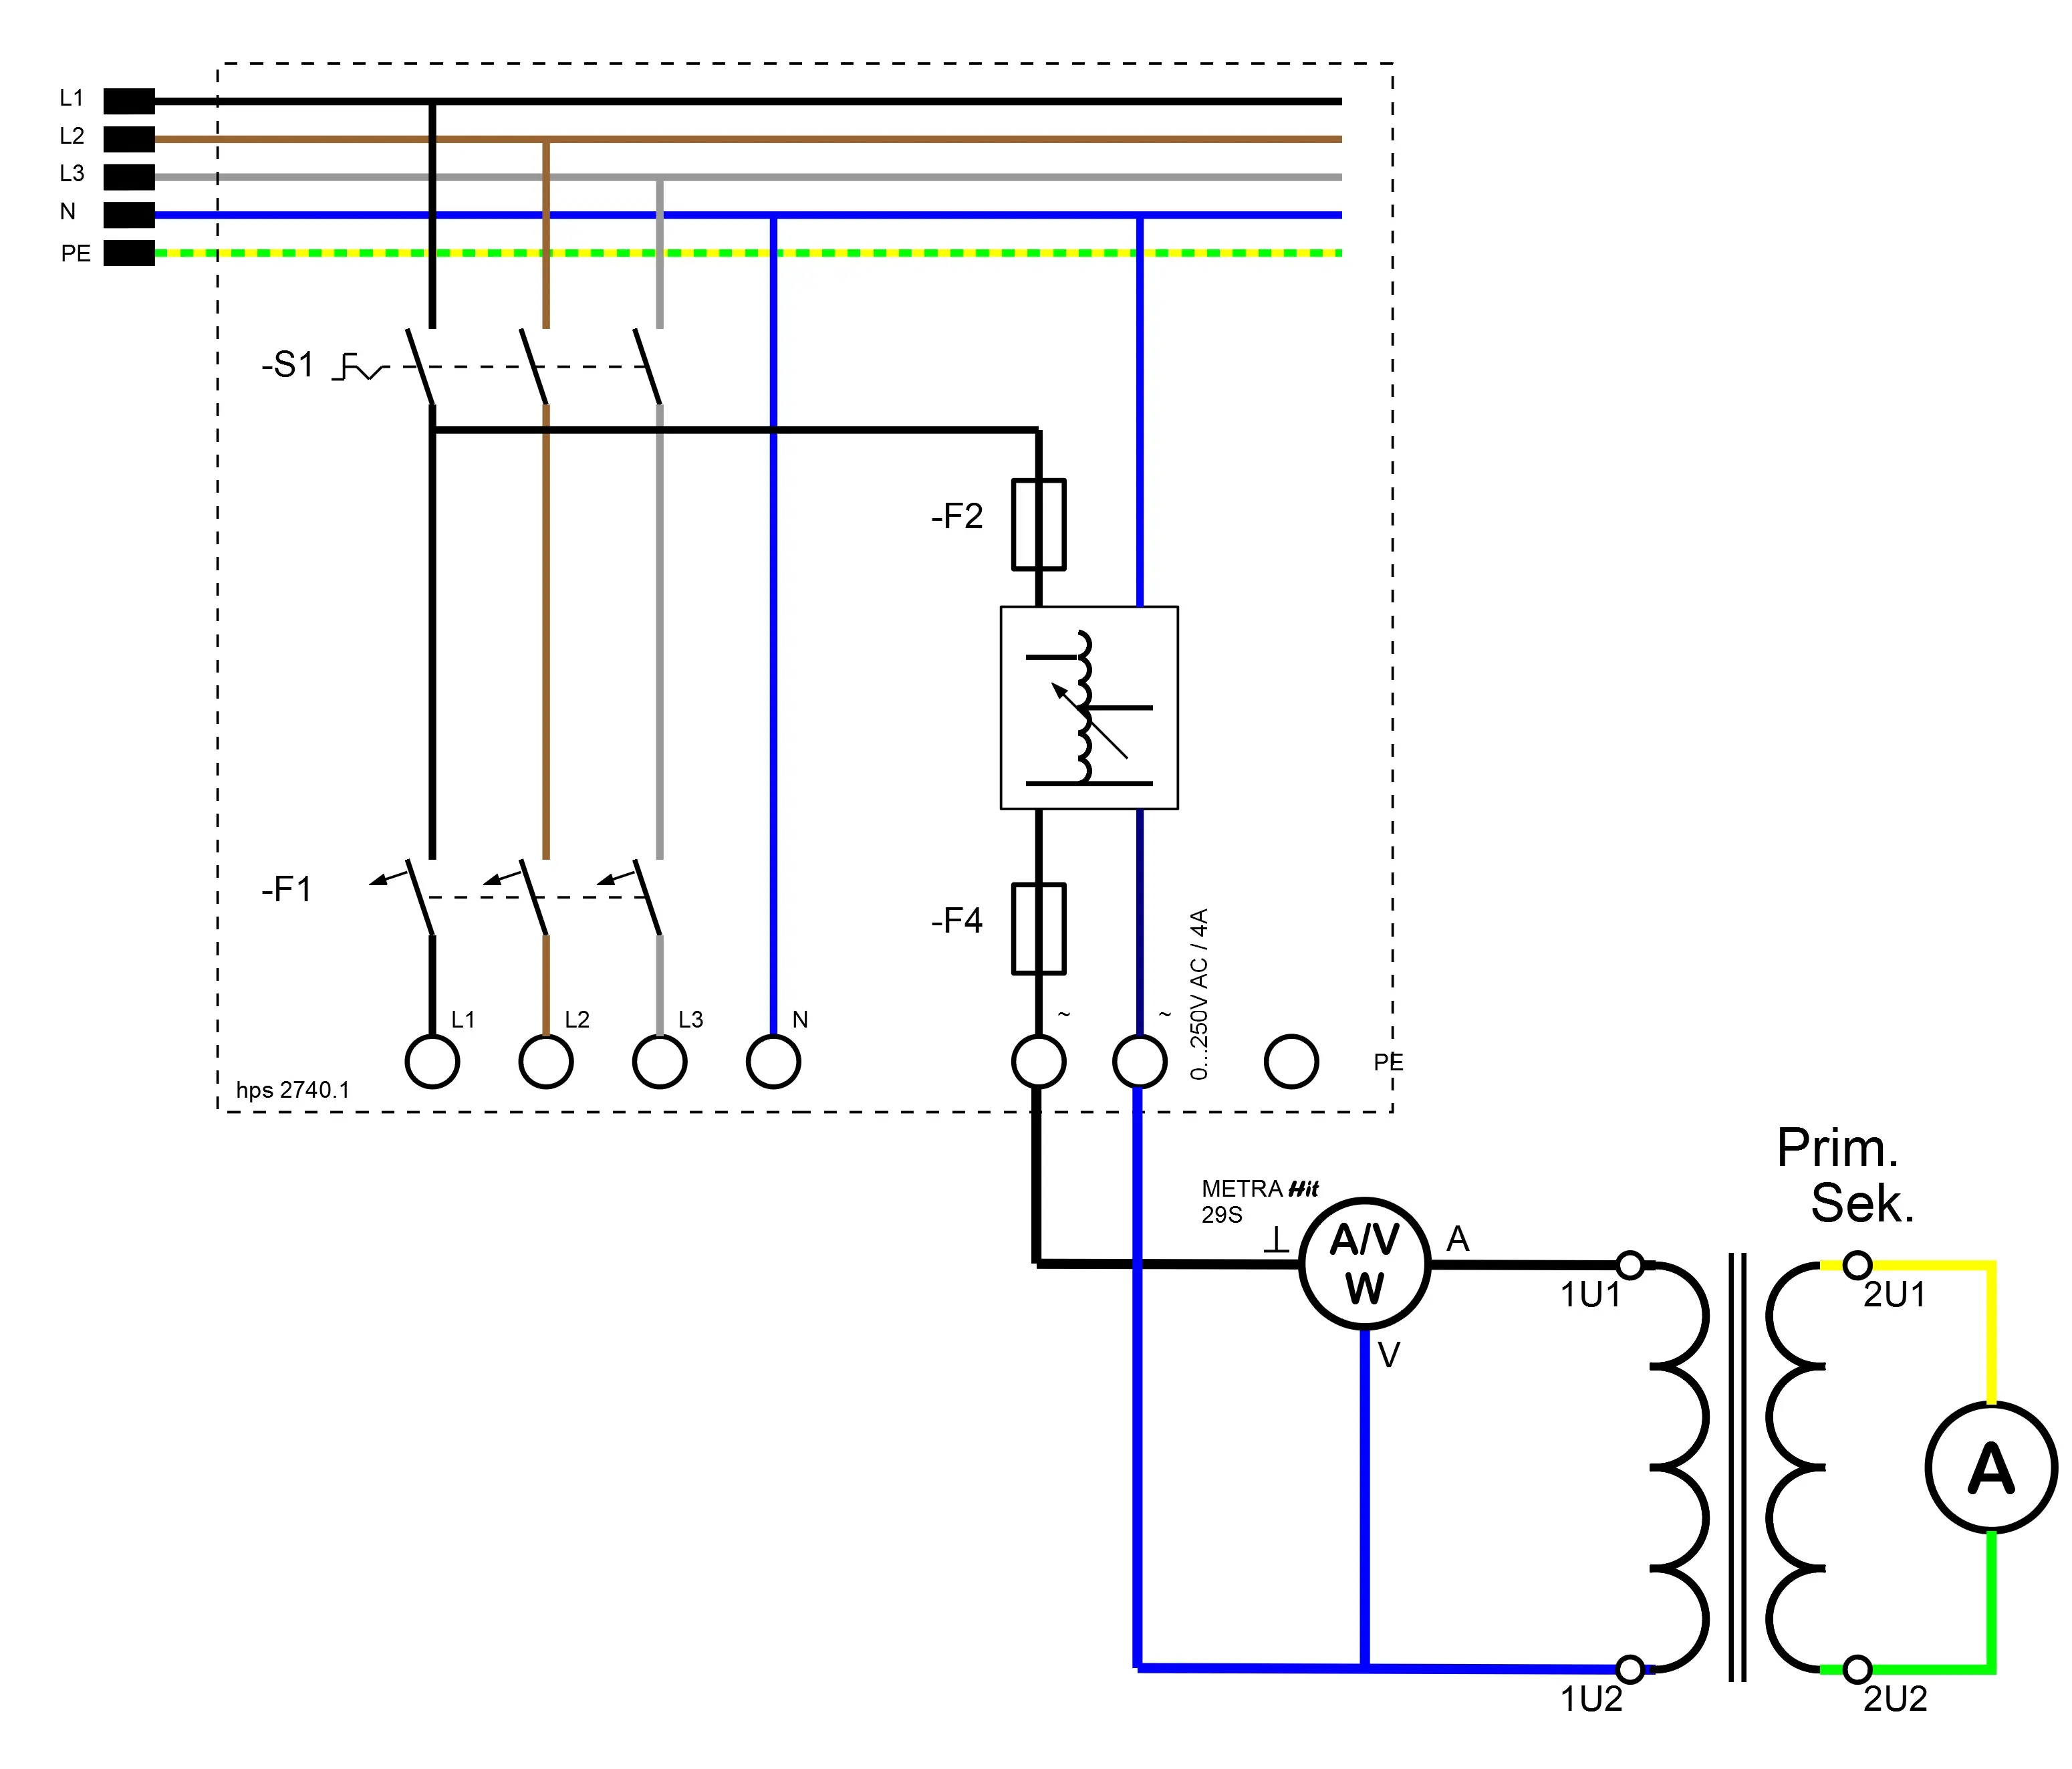 L1
L2
L3
N
PE
-S1
-F2
-F1
-F4
0...250V AC / 4A
L1
L2
L3
N
~
~
PE
hps 2740.1
Prim.
Sek.
METRA Hit
29S
⊥
A/V
W
A
V
1U1
2U1
A
1U2
2U2